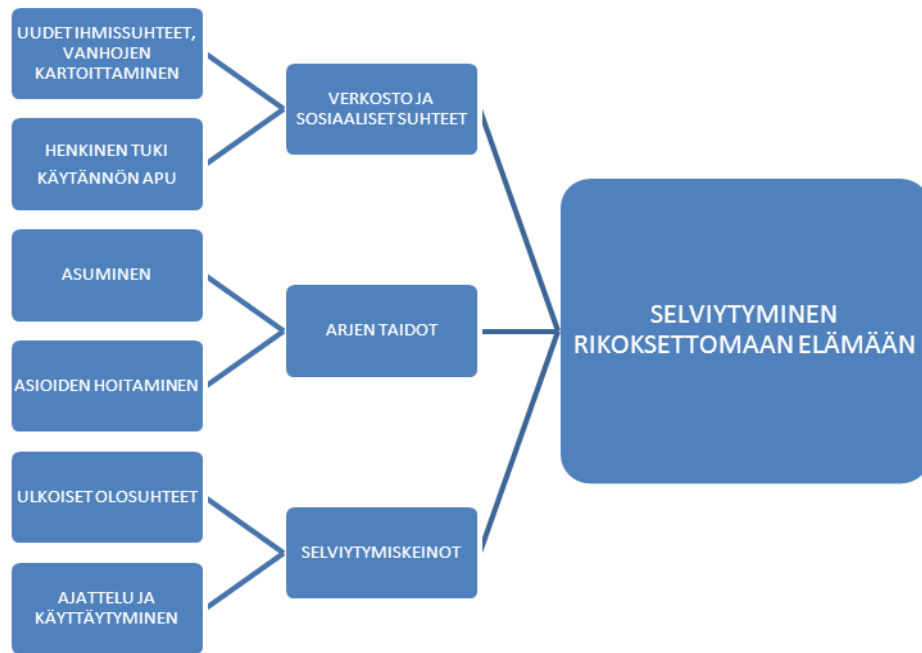 UUDET IHMISSUHTEET,
VANHOJEN
KARTOITTAMINEN
HENKINEN TUKI
KÄYTÄNNÖN APU
ASUMINEN
ASIOIDEN HOITAMINEN
ULKOISET OLOSUHTEET
AJATTELU JA
KÄYTTÄYTYMINEN
VERKOSTO JA
SOSIAALISET SUHTEET
ARJEN TAIDOT
SELVIYTYMISKEINOT
SELVIYTYMINEN
RIKOKSETTOMAAN ELÄMÄÄN